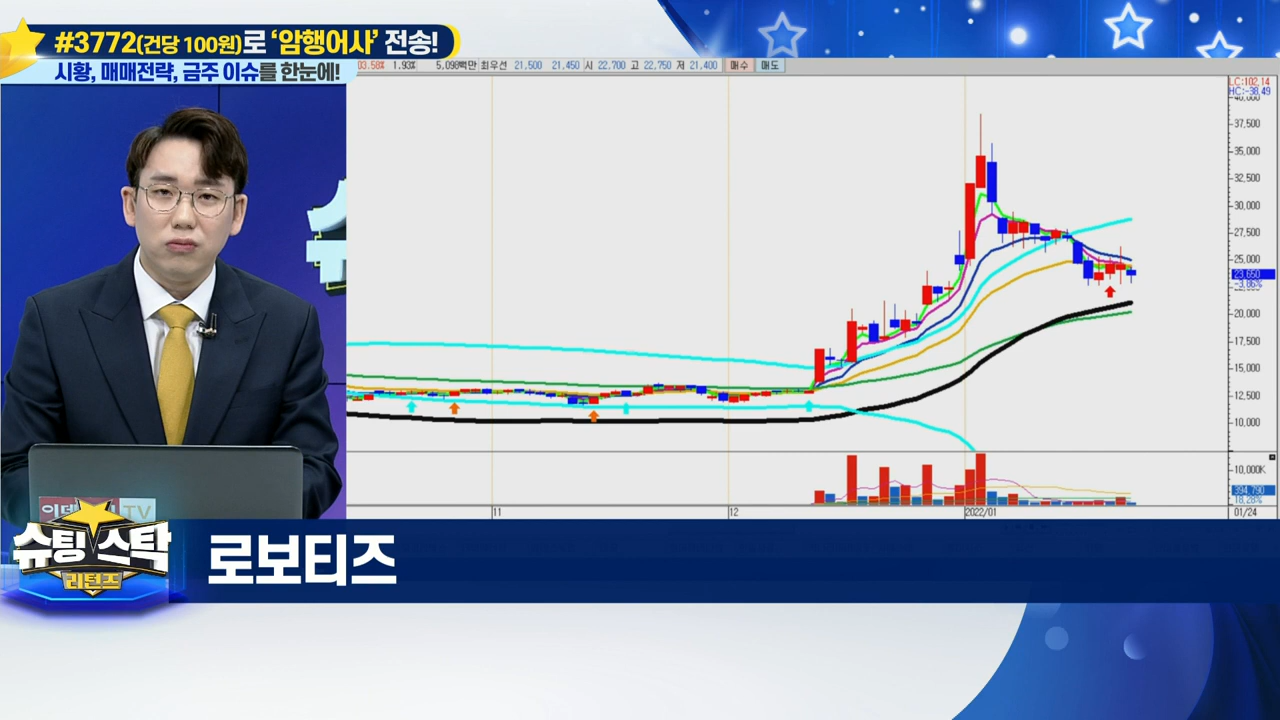 #3772(건당 100원)로 '암행어사' 전송!
시황, 매매전략, 금주 이슈를 한눈에!
03.58% 1.93% 5,098백만 최우선 21,500 21,450 시 22,700 고 22,750 저 21,400 매수 매도
LC:102.14
HC:-38.49
40,000
37,500
35,000
32,500
30,000
27,500
25,000
23,650
-3.86%
20,000
17,500
15,000
12,500
10,000
10,000K
394,790
18.28%
11 12 2022/01 01/24
TV
슈팅스탁
리턴즈
로보티즈